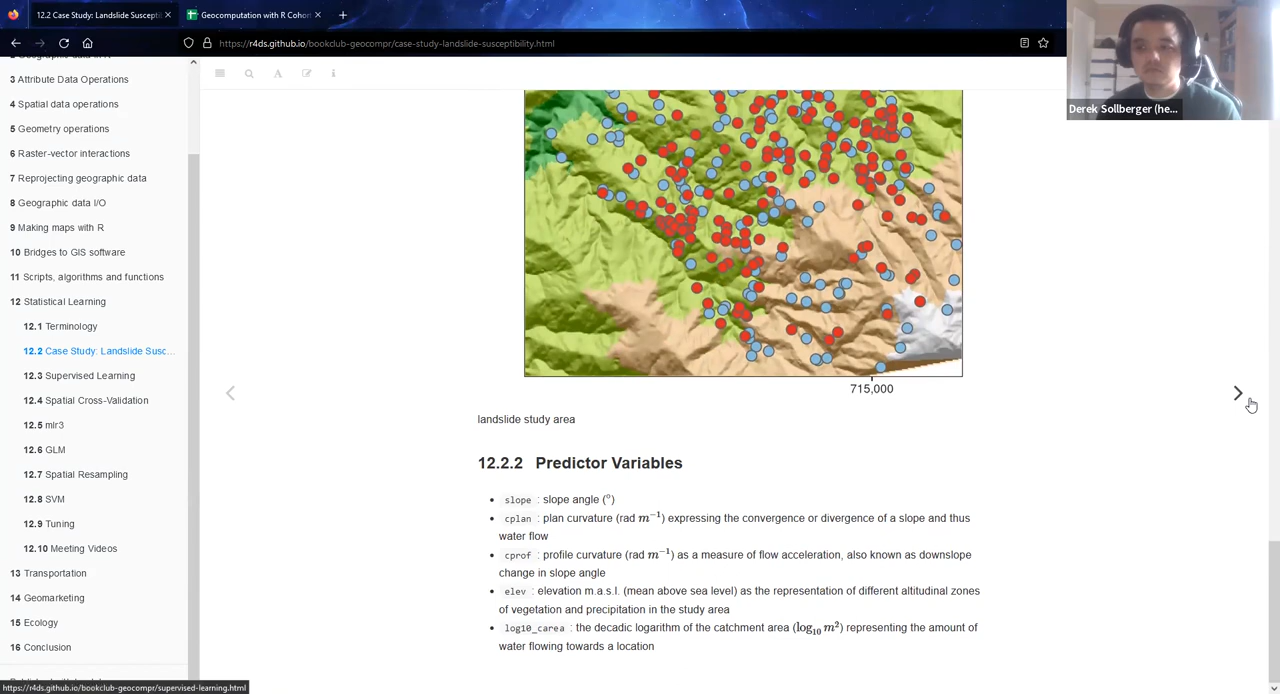 12.2 Case Study: Landslide Suscepti
Geocomputation with R Cohor
https://r4ds.github.io/bookclub-geocompr/case-study-landslide-susceptibility.html
Derek Sollberger (he...
3 Attribute Data Operations
4 Spatial data operations
5 Geometry operations
6 Raster-vector interactions
7 Reprojecting geographic data
8 Geographic data I/O
9 Making maps with R
10 Bridges to GIS software
11 Scripts, algorithms and functions
12 Statistical Learning
12.1 Terminology
12.2 Case Study: Landslide Susc...
12.3 Supervised Learning
12.4 Spatial Cross-Validation
12.5 mlr3
12.6 GLM
12.7 Spatial Resampling
12.8 SVM
12.9 Tuning
12.10 Meeting Videos
13 Transportation
14 Geomarketing
15 Ecology
16 Conclusion
https://r4ds.github.io/bookclub-geocompr/supervised-learning.html
715,000
landslide study area
12.2.2 Predictor Variables
slope : slope angle (°)
cplan : plan curvature (rad m⁻¹) expressing the convergence or divergence of a slope and thus
water flow
cprof : profile curvature (rad m⁻¹) as a measure of flow acceleration, also known as downslope
change in slope angle
elev : elevation m.a.s.l. (mean above sea level) as the representation of different altitudinal zones
of vegetation and precipitation in the study area
log10_carea : the decadic logarithm of the catchment area (log₁₀ m²) representing the amount of
water flowing towards a location